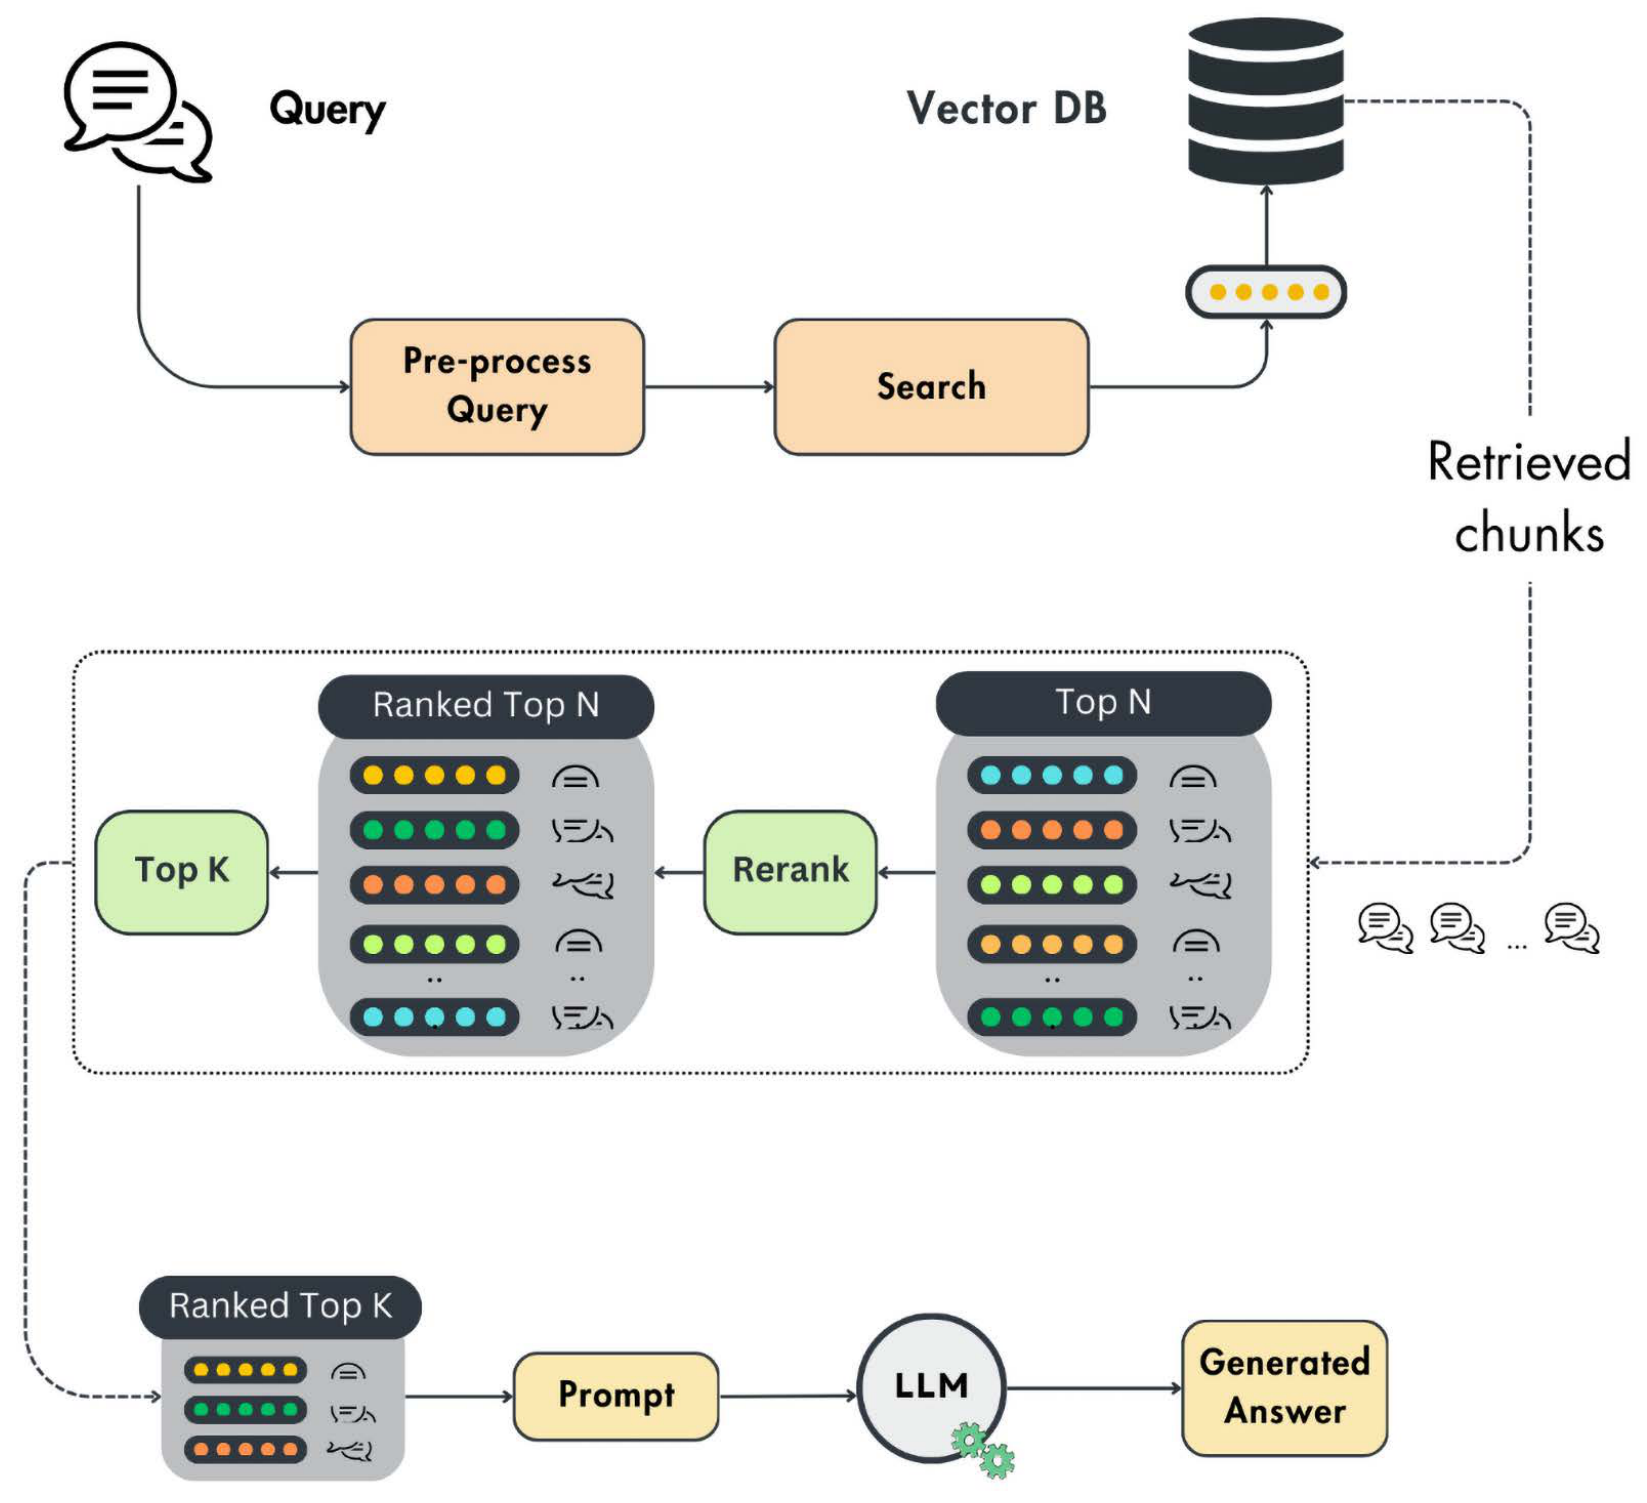 Query
Vector DB
Pre-process
Query
Search
Retrieved
chunks
Ranked Top N
Top N
Top K
Rerank
...
Ranked Top K
Prompt
LLM
Generated
Answer